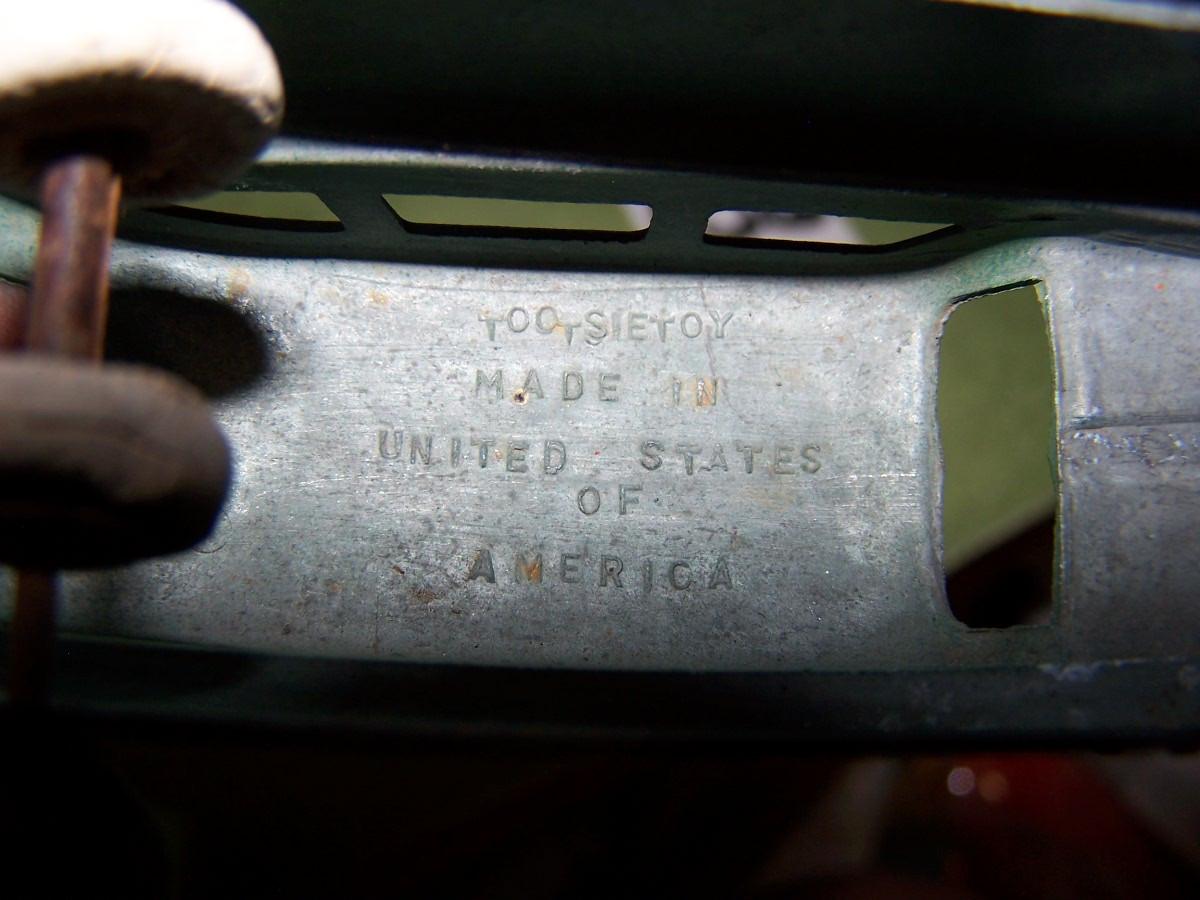 TOOTSIETOY
MADE IN
UNITED STATES
OF
AMERICA